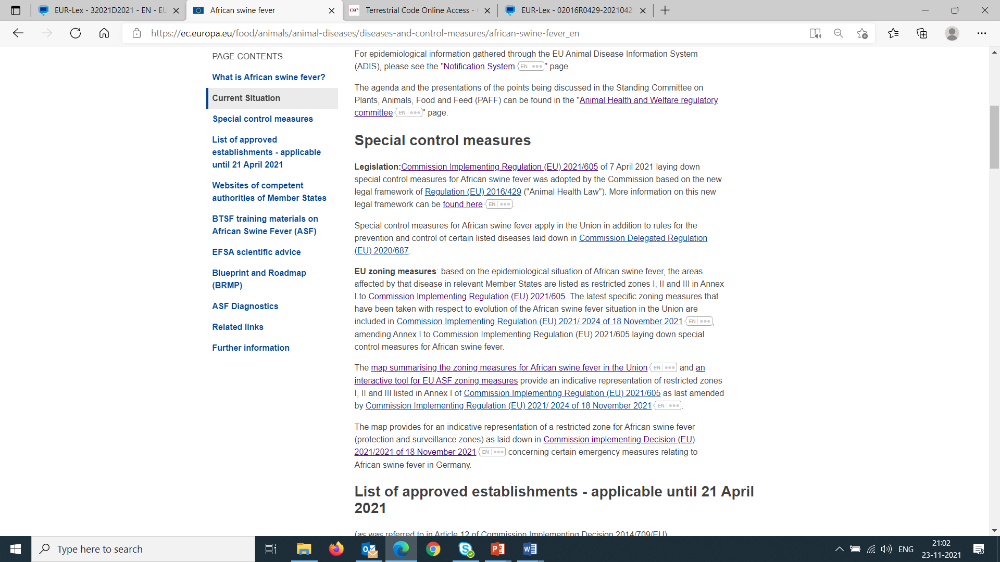 EUR-Lex - 32021D2021 - EN - EU
African swine fever
OIE
Terrestrial Code Online Access -
EUR-Lex - 02016R0429-2021042
https://ec.europa.eu/food/animals/animal-diseases/diseases-and-control-measures/african-swine-fever_en
PAGE CONTENTS
What is African swine fever?
Current Situation
Special control measures
List of approved
establishments - applicable
until 21 April 2021
Websites of competent
authorities of Member States
BTSF training materials on
African Swine Fever (ASF)
EFSA scientific advice
Blueprint and Roadmap
(BRMP)
ASF Diagnostics
Related links
Further information
For epidemiological information gathered through the EU Animal Disease Information System
(ADIS), please see the "Notification System EN •••" page.
The agenda and the presentations of the points being discussed in the Standing Committee on
Plants, Animals, Food and Feed (PAFF) can be found in the "Animal Health and Welfare regulatory
committee EN •••" page.
Special control measures
Legislation:Commission Implementing Regulation (EU) 2021/605 of 7 April 2021 laying down
special control measures for African swine fever was adopted by the Commission based on the new
legal framework of Regulation (EU) 2016/429 ("Animal Health Law"). More information on this new
legal framework can be found here EN •••.
Special control measures for African swine fever apply in the Union in addition to rules for the
prevention and control of certain listed diseases laid down in Commission Delegated Regulation
(EU) 2020/687.
EU zoning measures: based on the epidemiological situation of African swine fever, the areas
affected by that disease in relevant Member States are listed as restricted zones I, II and III in Annex
I to Commission Implementing Regulation (EU) 2021/605. The latest specific zoning measures that
have been taken with respect to evolution of the African swine fever situation in the Union are
included in Commission Implementing Regulation (EU) 2021/ 2024 of 18 November 2021 EN •••,
amending Annex I to Commission Implementing Regulation (EU) 2021/605 laying down special
control measures for African swine fever.
The map summarising the zoning measures for African swine fever in the Union EN ••• and an
interactive tool for EU ASF zoning measures provide an indicative representation of restricted zones
I, II and III listed in Annex I of Commission Implementing Regulation (EU) 2021/605 as last amended
by Commission Implementing Regulation (EU) 2021/ 2024 of 18 November 2021 EN •••.
The map provides for an indicative representation of a restricted zone for African swine fever
(protection and surveillance zones) as laid down in Commission implementing Decision (EU)
2021/2021 of 18 November 2021 EN ••• concerning certain emergency measures relating to
African swine fever in Germany.
List of approved establishments - applicable until 21 April
2021
(as was referred to in Article 12 of Commission Implementing Decision 2014/709/EU)
Type here to search
ENG
21:02
23-11-2021